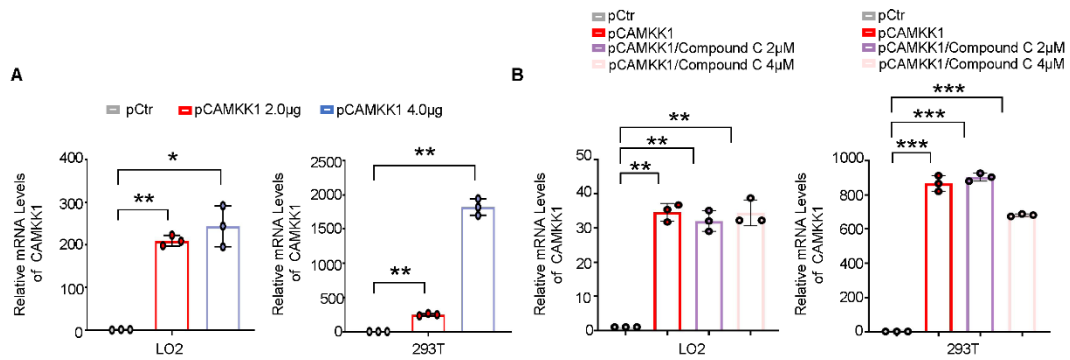 A
pCtr
pCAMKK1 2.0µg
pCAMKK1 4.0µg
Relative mRNA Levels
of CAMKK1
400
300
200
100
0
*
**
LO2
Relative mRNA Levels
of CAMKK1
2500
2000
1500
1000
500
0
**
**
293T
B
pCtr
pCAMKK1
pCAMKK1/Compound C 2µM
pCAMKK1/Compound C 4µM
Relative mRNA Levels
of CAMKK1
50
40
30
20
10
0
**
**
**
LO2
pCtr
pCAMKK1
pCAMKK1/Compound C 2µM
pCAMKK1/Compound C 4µM
Relative mRNA Levels
of CAMKK1
1000
800
600
400
200
0
***
***
***
293T